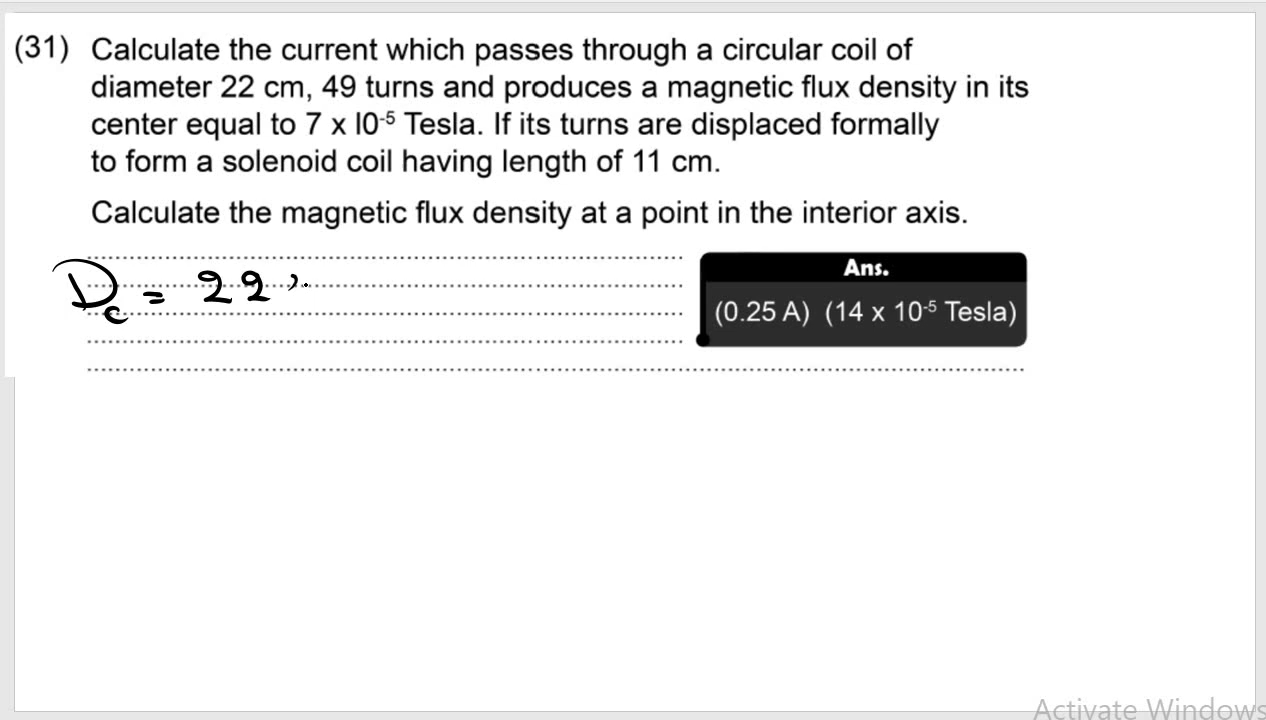 (31) Calculate the current which passes through a circular coil of
diameter 22 cm, 49 turns and produces a magnetic flux density in its
center equal to 7 x l0⁻⁵ Tesla. If its turns are displaced formally
to form a solenoid coil having length of 11 cm.
Calculate the magnetic flux density at a point in the interior axis.
Ans.
(0.25 A) (14 x 10⁻⁵ Tesla)
D_c = 22
Activate Windows